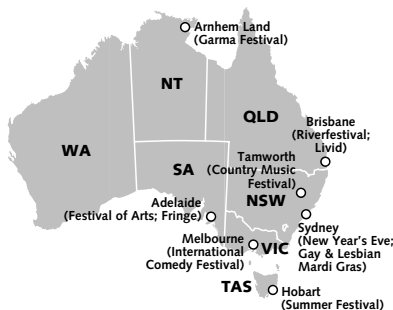 Arnhem Land
(Garma Festival)
NT
QLD
Brisbane
(Riverfestival;
Livid)
WA
Tamworth
(Country Music
Festival)
SA
NSW
Adelaide
(Festival of Arts; Fringe)
Sydney
(New Year's Eve;
Gay & Lesbian
Mardi Gras)
Melbourne
(International
Comedy Festival)
VIC
TAS
Hobart
(Summer Festival)